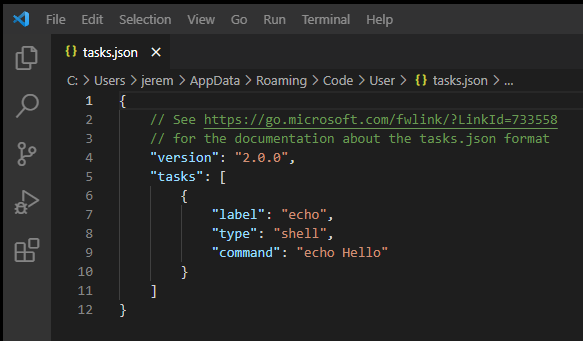 File Edit Selection View Go Run Terminal Help
{} tasks.json ×
C: > Users > jerem > AppData > Roaming > Code > User > {} tasks.json > ...
1 {
2 // See https://go.microsoft.com/fwlink/?LinkId=733558
3 // for the documentation about the tasks.json format
4 "version": "2.0.0",
5 "tasks": [
6 {
7 "label": "echo",
8 "type": "shell",
9 "command": "echo Hello"
10 }
11 ]
12 }